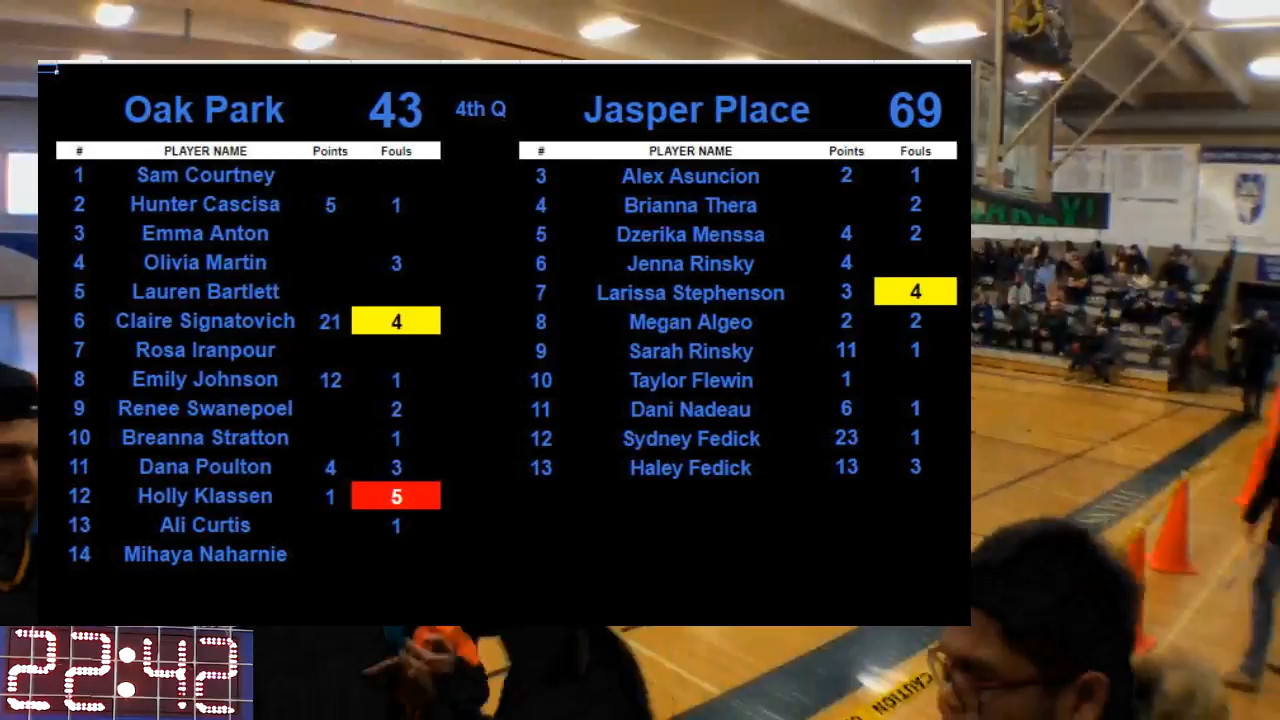 Oak Park 43 4th Q Jasper Place 69
# PLAYER NAME Points Fouls # PLAYER NAME Points Fouls
1 Sam Courtney 3 Alex Asuncion 2 1
2 Hunter Cascisa 5 1 4 Brianna Thera 2
3 Emma Anton 5 Dzerika Menssa 4 2
4 Olivia Martin 3 6 Jenna Rinsky 4
5 Lauren Bartlett 7 Larissa Stephenson 3 4
6 Claire Signatovich 21 4 8 Megan Algeo 2 2
7 Rosa Iranpour 9 Sarah Rinsky 11 1
8 Emily Johnson 12 1 10 Taylor Flewin 1
9 Renee Swanepoel 2 11 Dani Nadeau 6 1
10 Breanna Stratton 1 12 Sydney Fedick 23 1
11 Dana Poulton 4 3 13 Haley Fedick 13 3
12 Holly Klassen 1 5
13 Ali Curtis 1
14 Mihaya Naharnie
22:42
CAUTION